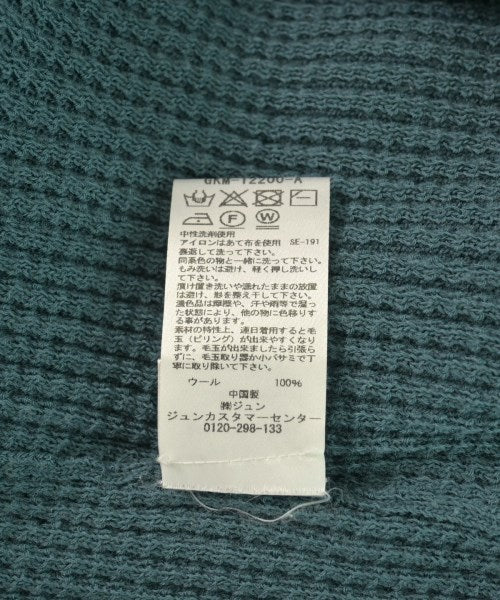 GKM-12200-A
F W
中性洗剤使用
アイロンはあて布を使用 SE-191
裏返して洗って下さい。
同系色の物と一緒に洗って下さい。
もみ洗いは避け、軽く押し洗いして下さい。
漬け置き洗いや濡れたままの放置は避け、形を整え干して下さい。
濃色品は摩擦や、汗や雨等で湿った状態により、他の物に色移りする事があります。
素材の特性上、連日着用すると毛玉(ピリング)が出来やすくなります。毛玉が出来ましたら引張らずに、毛玉取り器か小バサミで丁寧に取り除いて下さい。
ウール 100%
中国製
㈱ジュン
ジュンカスタマーセンター
0120-298-133